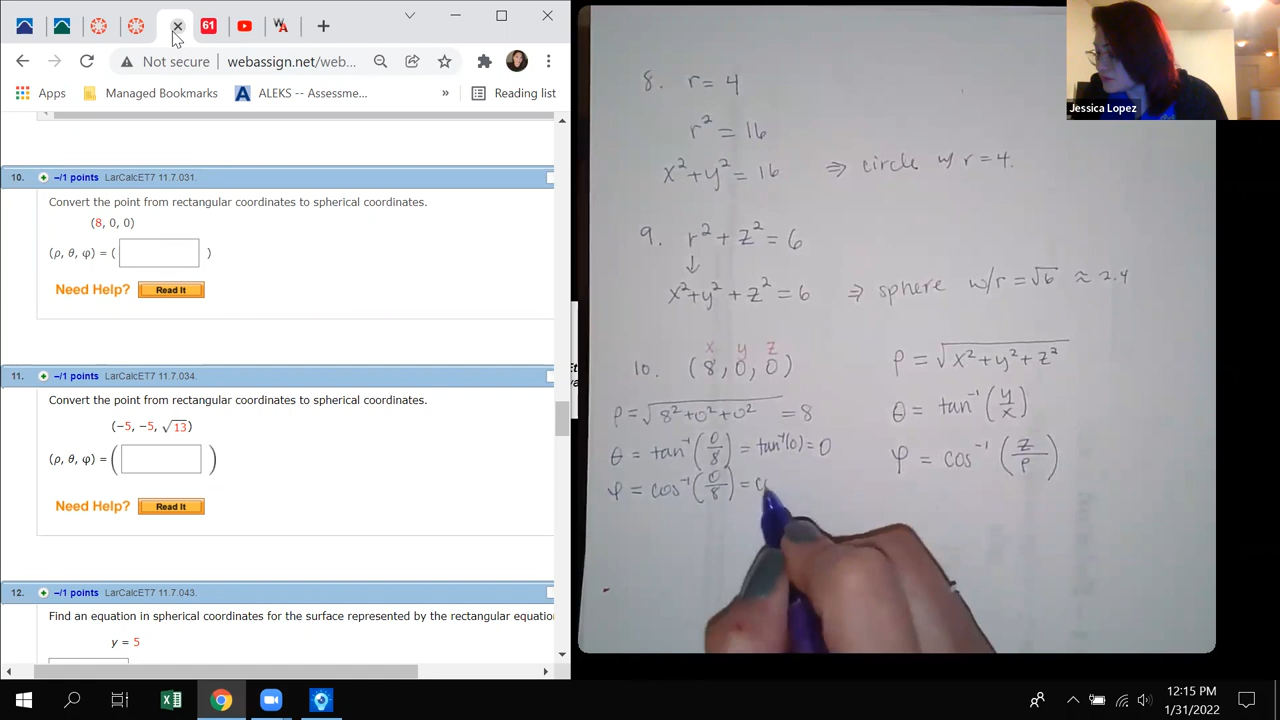 61
Not secure
webassign.net/web...
Apps
Managed Bookmarks
ALEKS -- Assessme...
»
Reading list
10.
–/1 points
LarCalcET7 11.7.031.
Convert the point from rectangular coordinates to spherical coordinates.
(8, 0, 0)
(ρ, θ, φ) = ( )
Need Help?
Read It
11.
–/1 points
LarCalcET7 11.7.034.
Convert the point from rectangular coordinates to spherical coordinates.
(−5, −5, √13)
(ρ, θ, φ) = ( )
Need Help?
Read It
12.
–/1 points
LarCalcET7 11.7.043.
Find an equation in spherical coordinates for the surface represented by the rectangular equatio
y = 5
8. r = 4
r² = 16
x² + y² = 16 ⇒ circle w/ r = 4.
9. r² + z² = 6
↓
x² + y² + z² = 6 ⇒ sphere w/ r = √6 ≈ 2.4
x y z
10. (8, 0, 0)
ρ = √8² + 0² + 0² = 8
θ = tan⁻¹(0/8) = tan⁻¹(0) = 0
φ = cos⁻¹(0/8) = c
ρ = √x² + y² + z²
θ = tan⁻¹(y/x)
φ = cos⁻¹(z/ρ)
Jessica Lopez
12:15 PM
1/31/2022